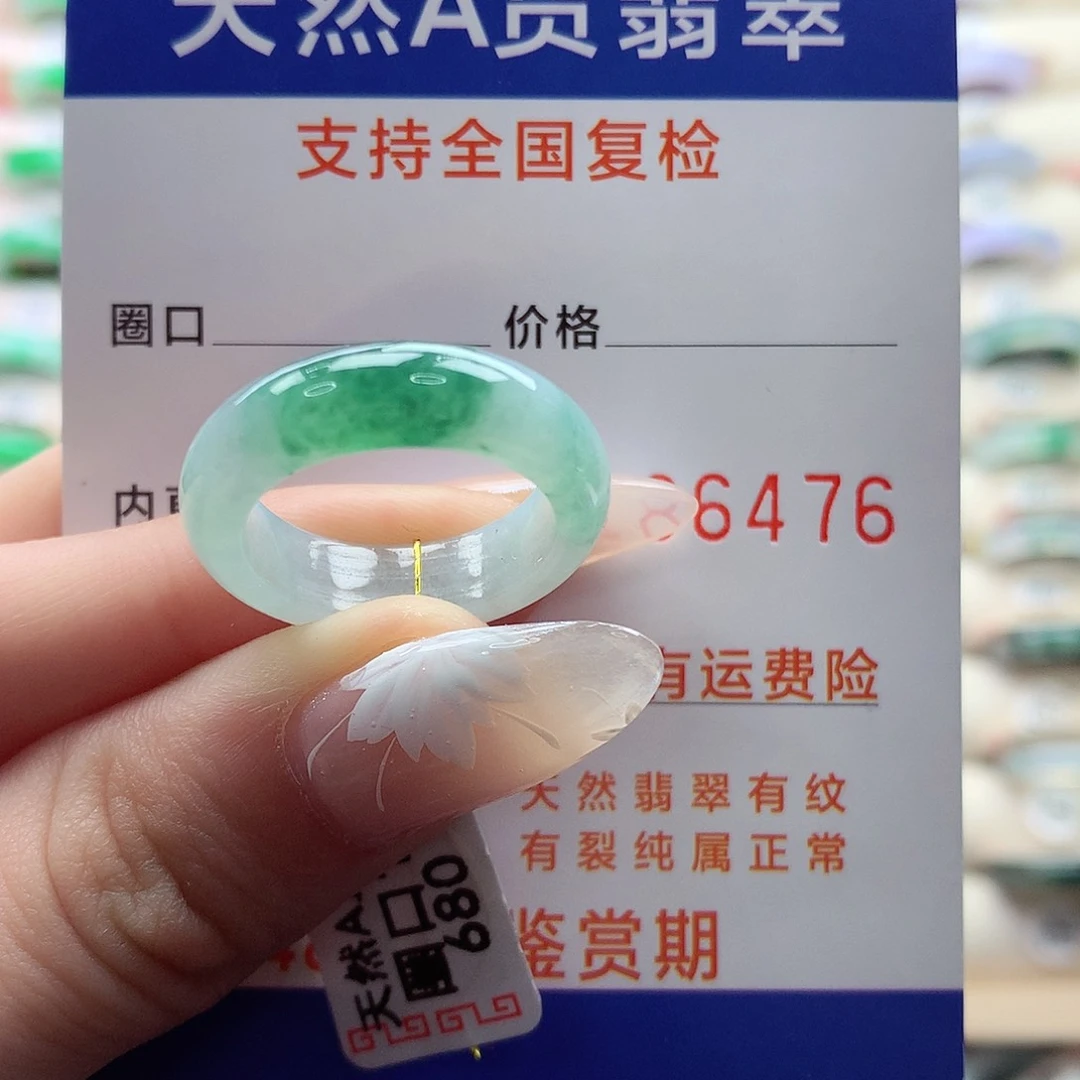 天然A货翡翠
支持全国复检
圈口 价格
内
86476
有运费险
天然翡翠有纹
有裂纯属正常
鉴赏期
天然A
圈口
680